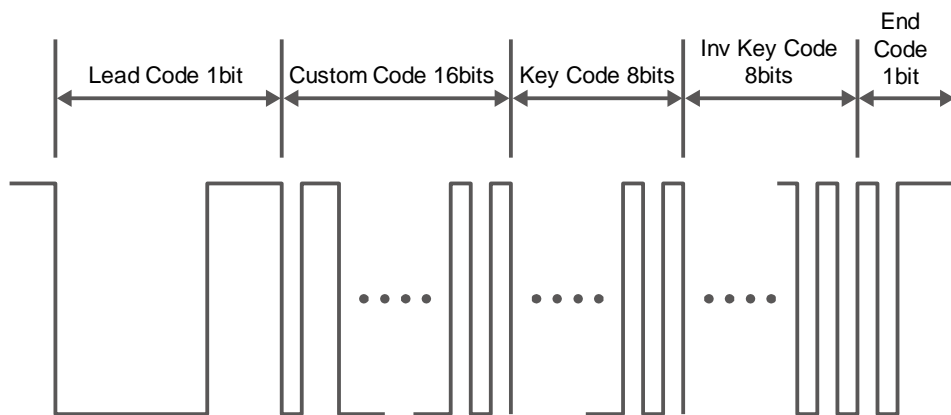 Lead Code 1bit
Custom Code 16bits
Key Code 8bits
Inv Key Code
8bits
End
Code
1bit